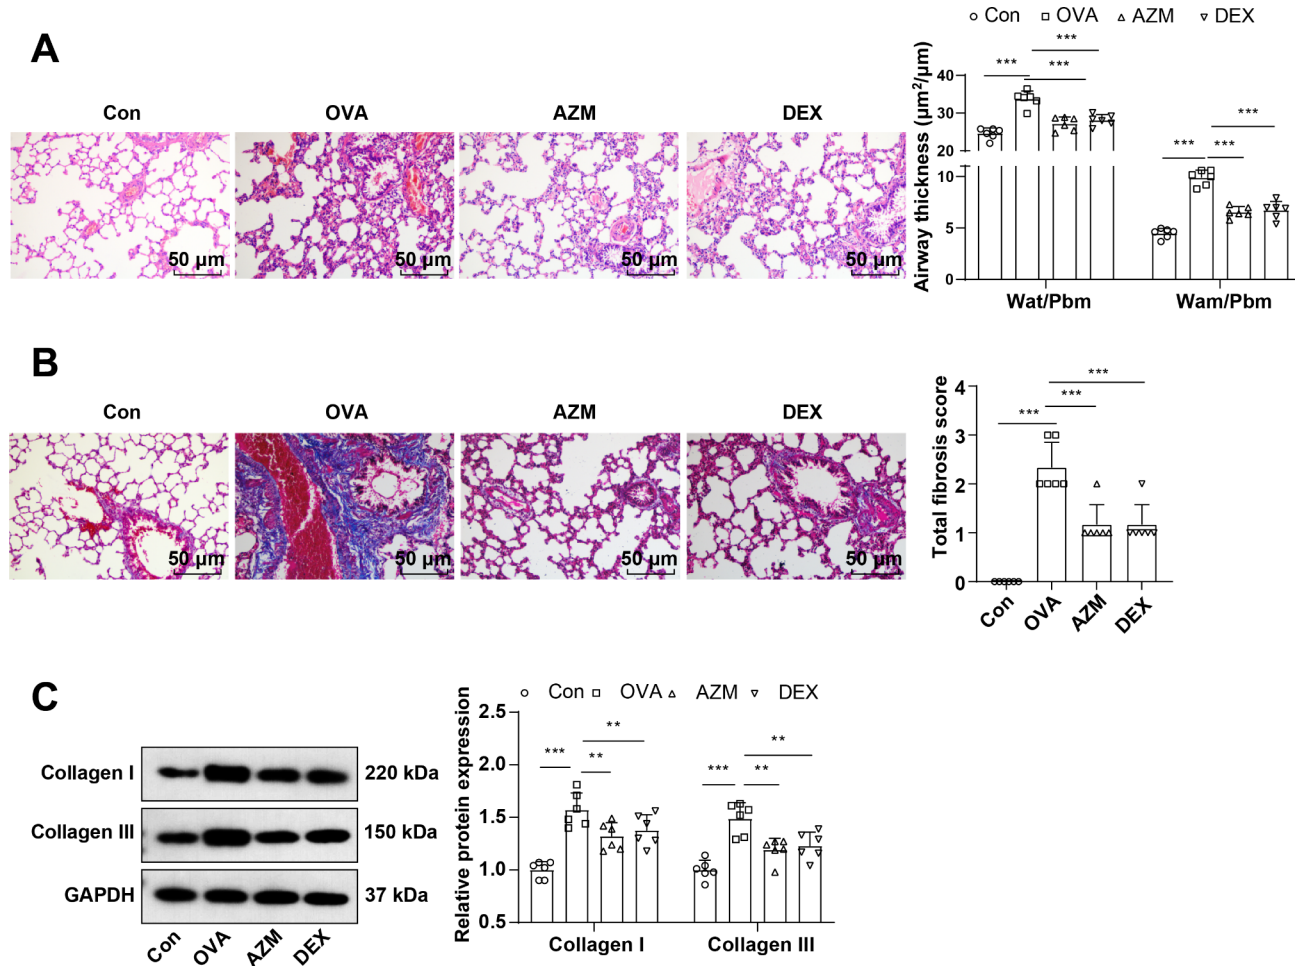 A
Con
OVA
AZM
DEX
50 μm
50 μm
50 μm
50 μm
Con OVA AZM DEX
***
***
***
***
***
***
Airway thickness (μm²/μm)
40
30
20
10
5
0
Wat/Pbm
Wam/Pbm
B
Con
OVA
AZM
DEX
50 μm
50 μm
50 μm
50 μm
***
***
***
Total fibrosis score
4
3
2
1
0
Con
OVA
AZM
DEX
C
Collagen I
220 kDa
Collagen III
150 kDa
GAPDH
37 kDa
Con
OVA
AZM
DEX
Con OVA AZM DEX
**
***
**
**
***
**
Relative protein expression
2.5
2.0
1.5
1.0
0.5
Collagen I
Collagen III